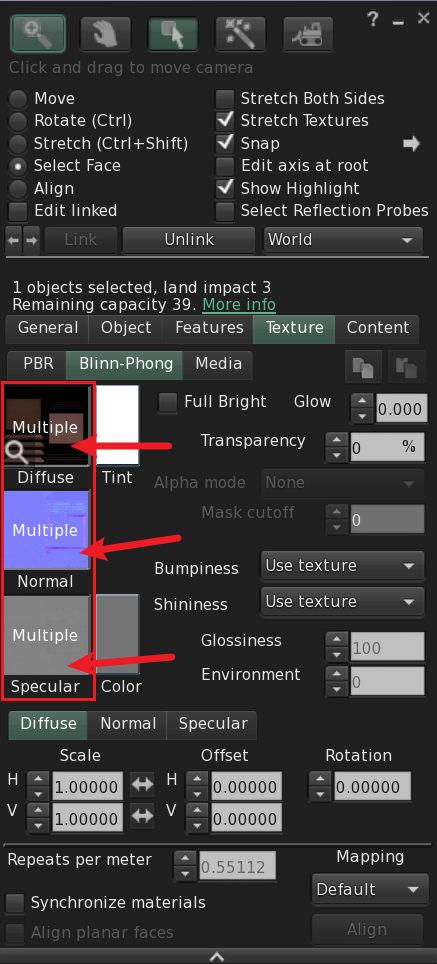 ?
Click and drag to move camera
Move
Stretch Both Sides
Rotate (Ctrl)
Stretch Textures
Stretch (Ctrl+Shift)
Snap
Select Face
Edit axis at root
Align
Show Highlight
Edit linked
Select Reflection Probes
Link
Unlink
World
1 objects selected, land impact 3
Remaining capacity 39. More info
General
Object
Features
Texture
Content
PBR
Blinn-Phong
Media
Multiple
Full Bright
Glow
0.000
Transparency
0
%
Diffuse
Tint
Alpha mode
None
Mask cutoff
0
Multiple
Normal
Bumpiness
Use texture
Shininess
Use texture
Multiple
Glossiness
100
Environment
0
Specular
Color
Diffuse
Normal
Specular
Scale
Offset
Rotation
H
1.00000
H
0.00000
0.00000
V
1.00000
V
0.00000
Repeats per meter
0.55112
Mapping
Default
Synchronize materials
Align planar faces
Align